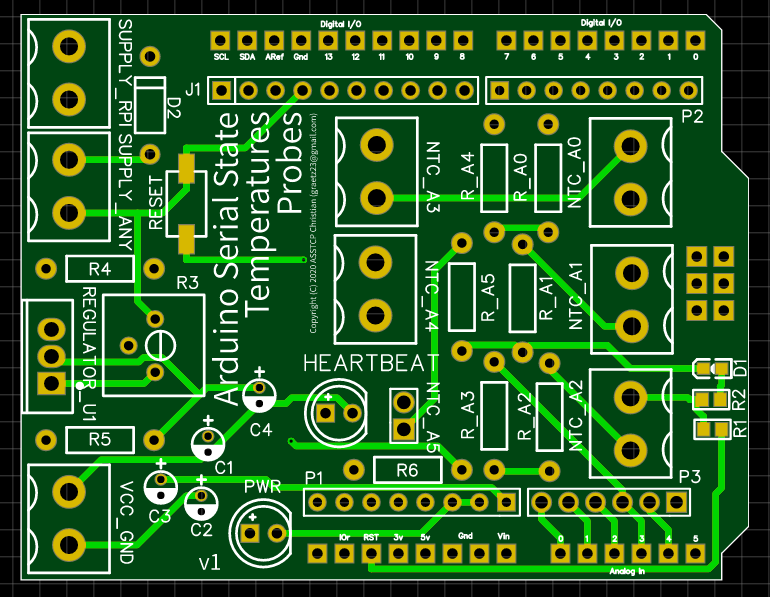 Digital I/O
Digital I/O
SCL SDA ARef Gnd 13 12 11 10 9 8
7 6 5 4 3 2 1 0
SUPPLY_RPI
SUPPLY_ANY
D2
J1
P2
RESET
Arduino Serial State
Temperatures
Probes
Copyright (C) 2020 ASSTCP Christian (graetz23@gmail.com)
NTC_A3
R_A4
R_A0
NTC_A0
R4
R3
NTC_A4
R_A5
R_A1
NTC_A1
REGULATOR_U1
HEARTBEAT
D1
R2
R1
C4
NTC_A5
R_A3
R_A2
NTC_A2
R5
C1
R6
P1
P3
PWR
C3
C2
VCC_GND
v1
IOr RST 3v 5v Gnd Vin
0 1 2 3 4 5
Analog In